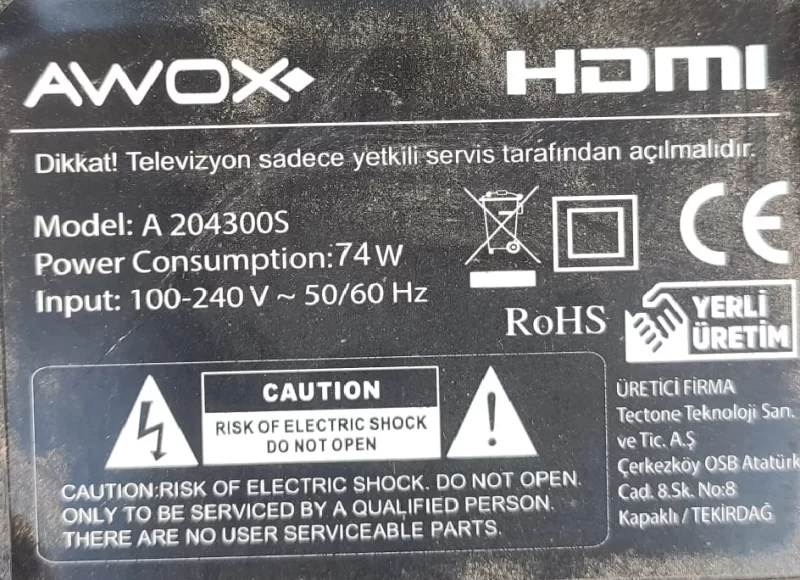 AWOX
HDMI
Dikkat! Televizyon sadece yetkili servis tarafından açılmalıdır.
Model: A 204300S
Power Consumption:74 W
Input: 100-240 V ~ 50/60 Hz
CE
RoHS
YERLİ
ÜRETİM
CAUTION
RISK OF ELECTRIC SHOCK
DO NOT OPEN
CAUTION:RISK OF ELECTRIC SHOCK. DO NOT OPEN.
ONLY TO BE SERVICED BY A QUALIFIED PERSON.
THERE ARE NO USER SERVICEABLE PARTS.
ÜRETİCİ FİRMA
Tectone Teknoloji San.
ve Tic. A.Ş
Çerkezköy OSB Atatürk
Cad. 8.Sk. No:8
Kapaklı / TEKİRDAĞ